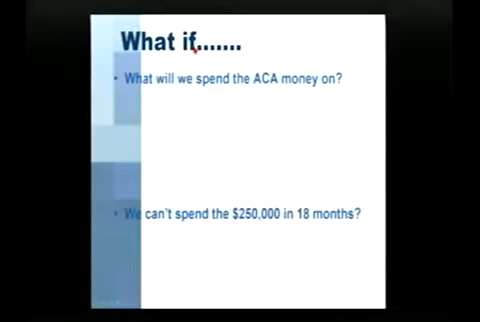 What if.......
• What will we spend the ACA money on?
• We can't spend the $250,000 in 18 months?